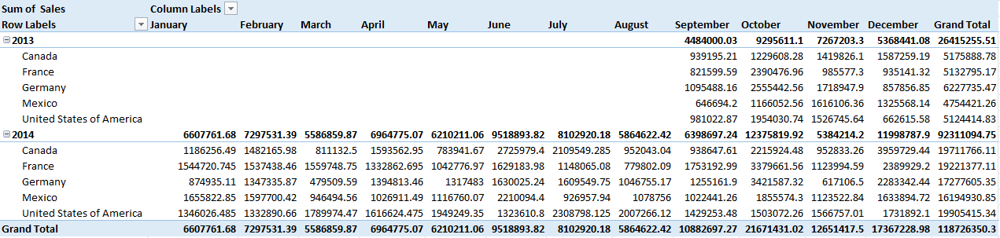 Sum of Sales Column Labels
Row Labels January February March April May June July August September October November December Grand Total
2013 4484000.03 9295611.1 7267203.3 5368441.08 26415255.51
Canada 939195.21 1229608.28 1419826.1 1587259.19 5175888.78
France 821599.59 2390476.96 985577.3 935141.32 5132795.17
Germany 1095488.16 2555442.56 1718947.9 857856.85 6227735.47
Mexico 646694.2 1166052.56 1616106.36 1325568.14 4754421.26
United States of America 981022.87 1954030.74 1526745.64 662615.58 5124414.83
2014 6607761.68 7297531.39 5586859.87 6964775.07 6210211.06 9518893.82 8102920.18 5864622.42 6398697.24 12375819.92 5384214.2 11998787.9 92311094.75
Canada 1186256.49 1482165.98 811132.5 1593562.95 783941.67 2725979.4 2109549.285 952043.04 938647.61 2215924.48 952833.26 3959729.44 19711766.11
France 1544720.745 1537438.46 1559748.75 1332862.695 1042776.97 1629183.98 1148065.08 779802.09 1753192.99 3379661.56 1123994.59 2389929.2 19221377.11
Germany 874935.11 1347335.87 479509.59 1394813.46 1317483 1630025.24 1609549.75 1046755.17 1255161.9 3421587.32 617106.5 2283342.44 17277605.35
Mexico 1655822.85 1597700.42 946494.56 1026911.49 1116760.07 2210094.4 926957.94 1078756 1022441.26 1855574.3 1123522.84 1633894.72 16194930.85
United States of America 1346026.485 1332890.66 1789974.47 1616624.475 1949249.35 1323610.8 2308798.125 2007266.12 1429253.48 1503072.26 1566757.01 1731892.1 19905415.34
Grand Total 6607761.68 7297531.39 5586859.87 6964775.07 6210211.06 9518893.82 8102920.18 5864622.42 10882697.27 21671431.02 12651417.5 17367228.98 118726350.3